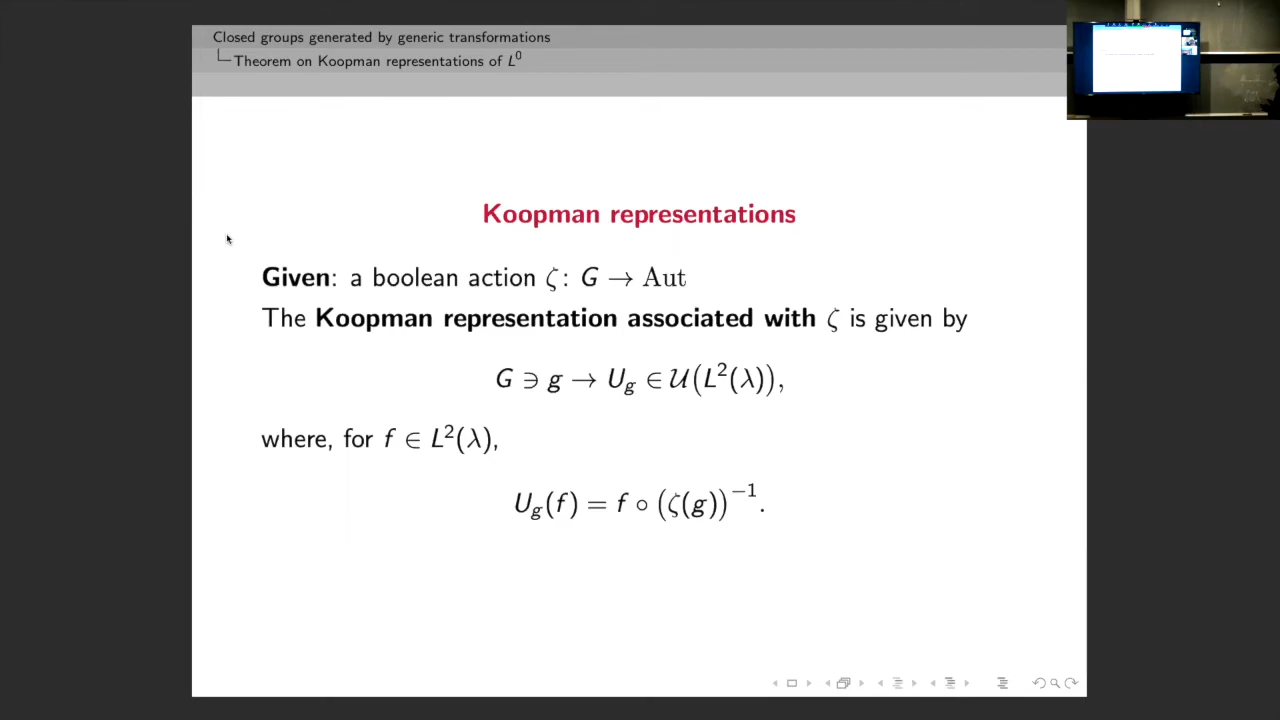 Closed groups generated by generic transformations
Theorem on Koopman representations of L⁰
Koopman representations
Given: a boolean action ζ: G → Aut
The Koopman representation associated with ζ is given by
G ∋ g → U_g ∈ 𝒰(L²(λ)),
where, for f ∈ L²(λ),
U_g(f) = f ∘ (ζ(g))⁻¹.